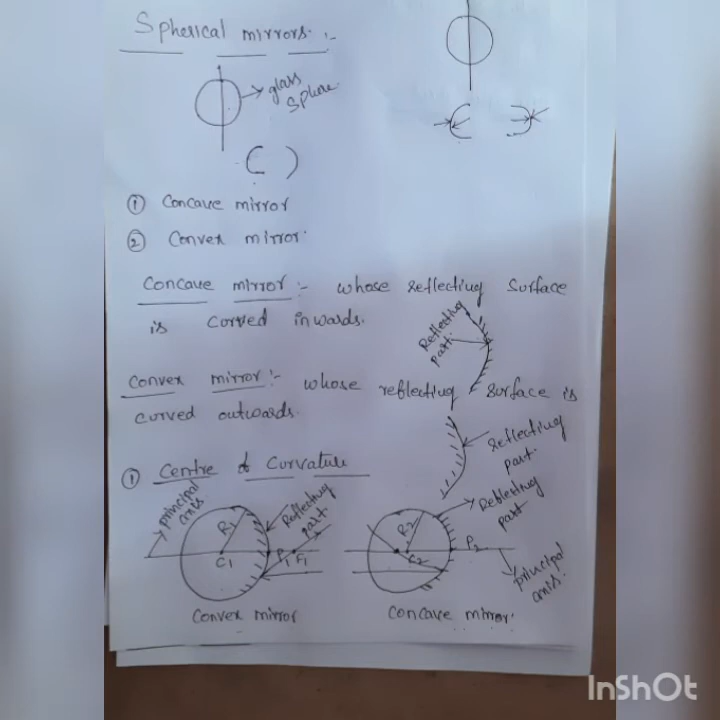 Spherical mirrors :-
glass
sphere
① Concave mirror
② Convex mirror.
Concave mirror :- whose reflecting surface
is corved inwards.
Reflecting
part.
Convex mirror :- whose reflecting surface is
curved outwards.
reflecting
part.
① Centre of Curvature
principal
axis
R1
Reflecting
part
C1
P1
F1
Convex mirror
Reflecting
part
R2
C2
P2
principal
axis.
Concave mirror.
InShOt